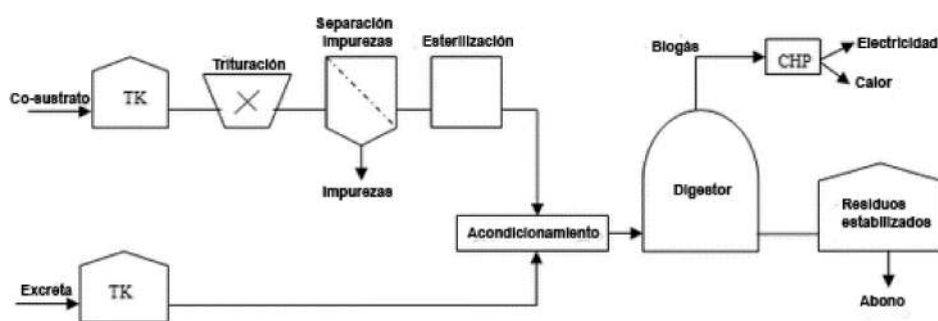 Separación
Impurezas
Esterilización
Biogás
Electricidad
CHP
Calor
Trituración
Co-sustrato
TK
Impurezas
Digestor
Residuos
estabilizados
Acondicionamiento
Excreta
TK
Abono